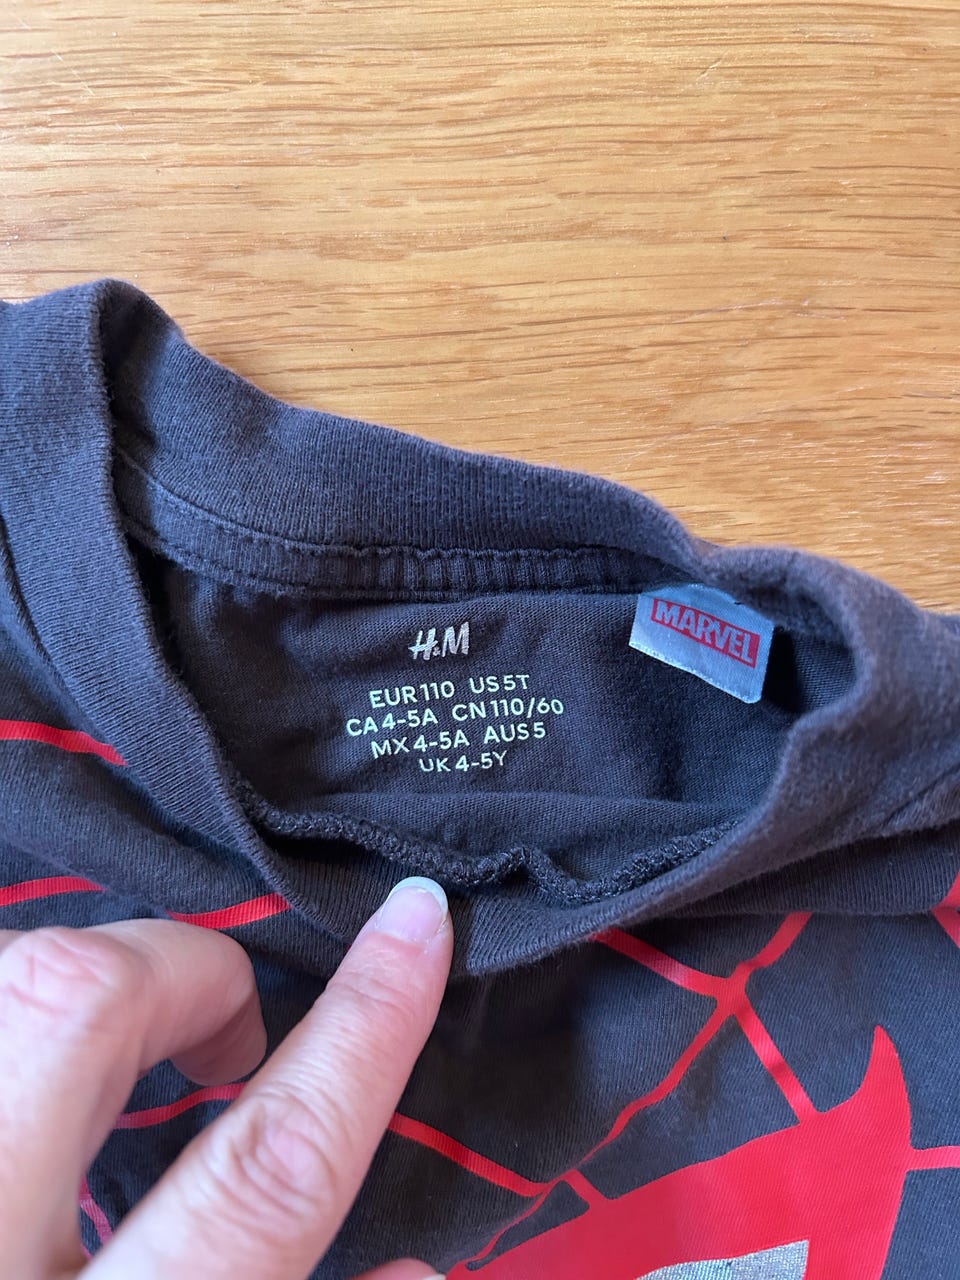 H&M
MARVEL
EUR110 US5T
CA4-5A CN110/60
MX4-5A AUS5
UK4-5Y